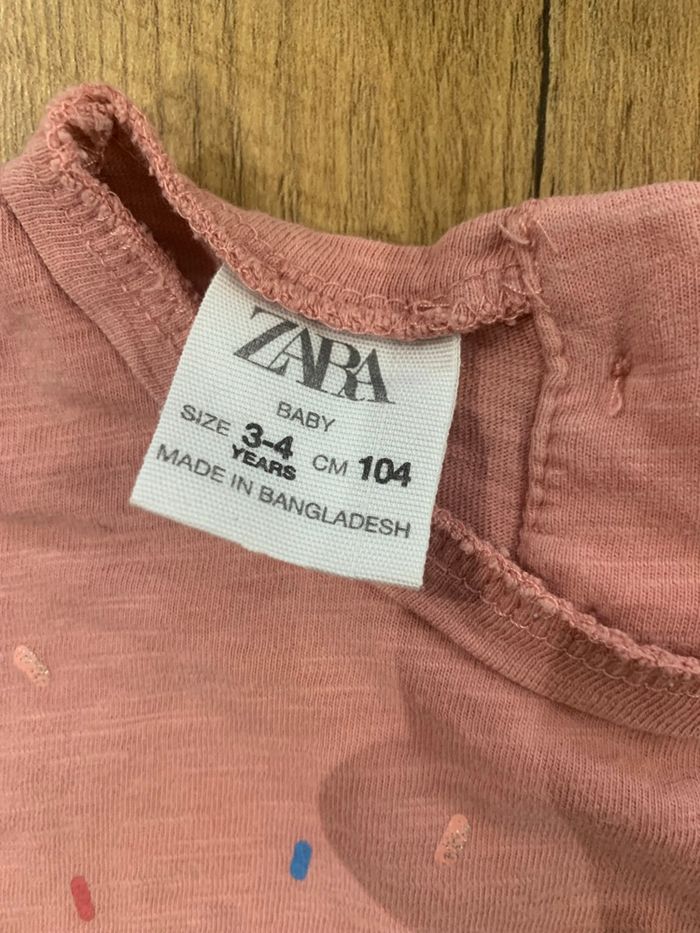 ZARA
BABY
SIZE 3-4 YEARS CM 104
MADE IN BANGLADESH